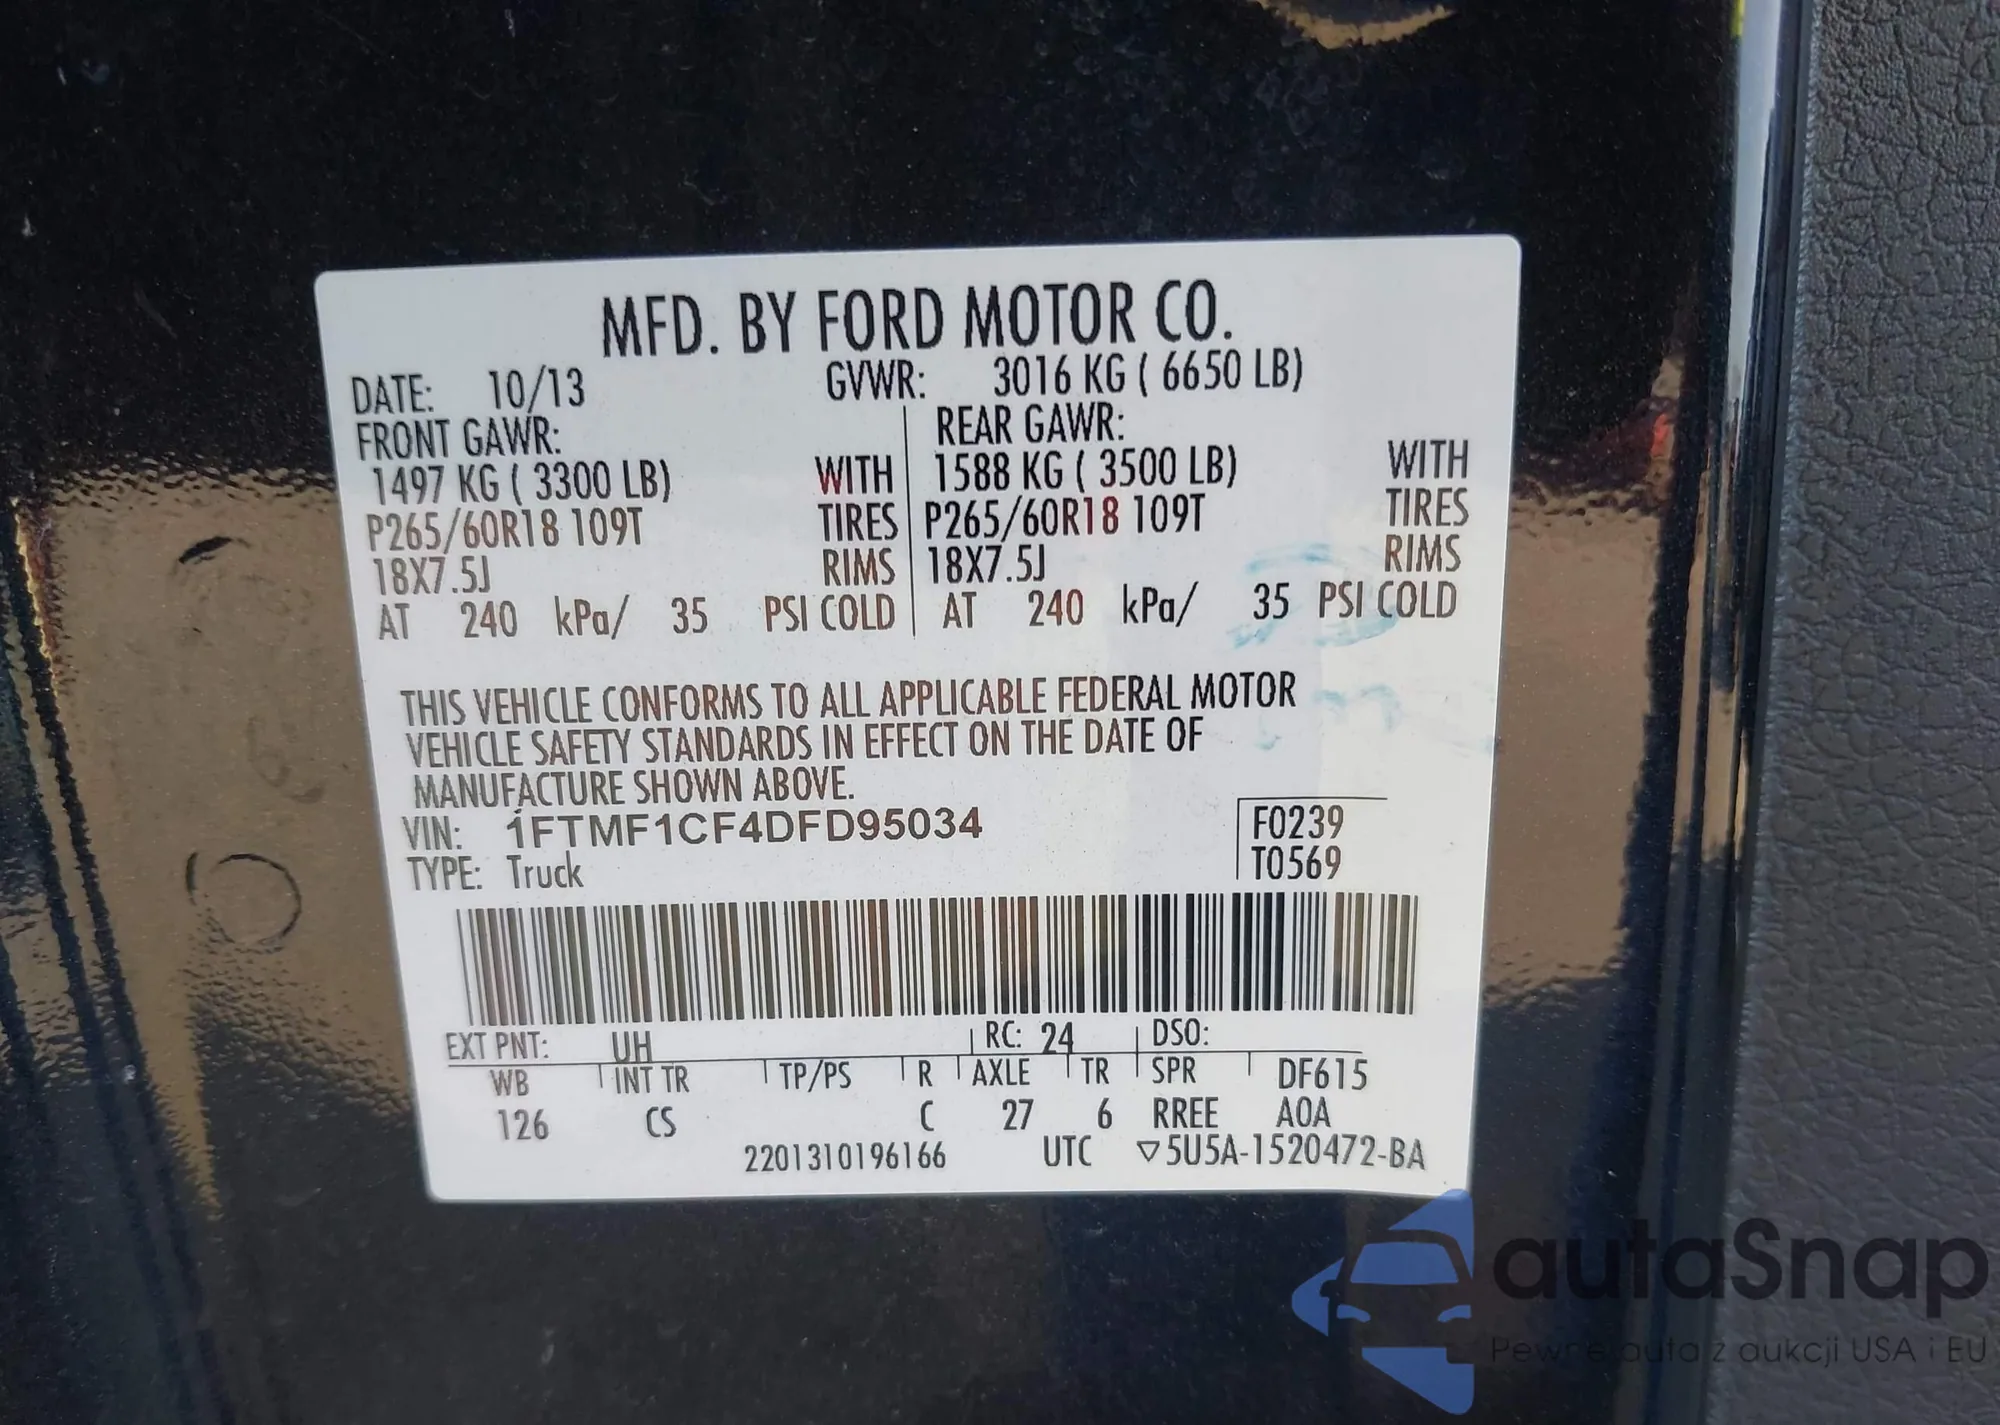 MFD. BY FORD MOTOR CO.
DATE: 10/13 GVWR: 3016 KG ( 6650 LB)
FRONT GAWR: REAR GAWR:
1497 KG ( 3300 LB) WITH 1588 KG ( 3500 LB) WITH
P265/60R18 109T TIRES P265/60R18 109T TIRES
18X7.5J RIMS 18X7.5J RIMS
AT 240 kPa/ 35 PSI COLD AT 240 kPa/ 35 PSI COLD
THIS VEHICLE CONFORMS TO ALL APPLICABLE FEDERAL MOTOR
VEHICLE SAFETY STANDARDS IN EFFECT ON THE DATE OF
MANUFACTURE SHOWN ABOVE.
VIN: 1FTMF1CF4DFD95034 F0239
TYPE: Truck T0569
EXT PNT: UH RC: 24 DSO:
WB INT TR TP/PS R AXLE TR SPR DF615
126 CS C 27 6 RREE AOA
2201310196166 UTC ▽5U5A-1520472-BA
autaSnap
Pewne auta z aukcji USA i EU